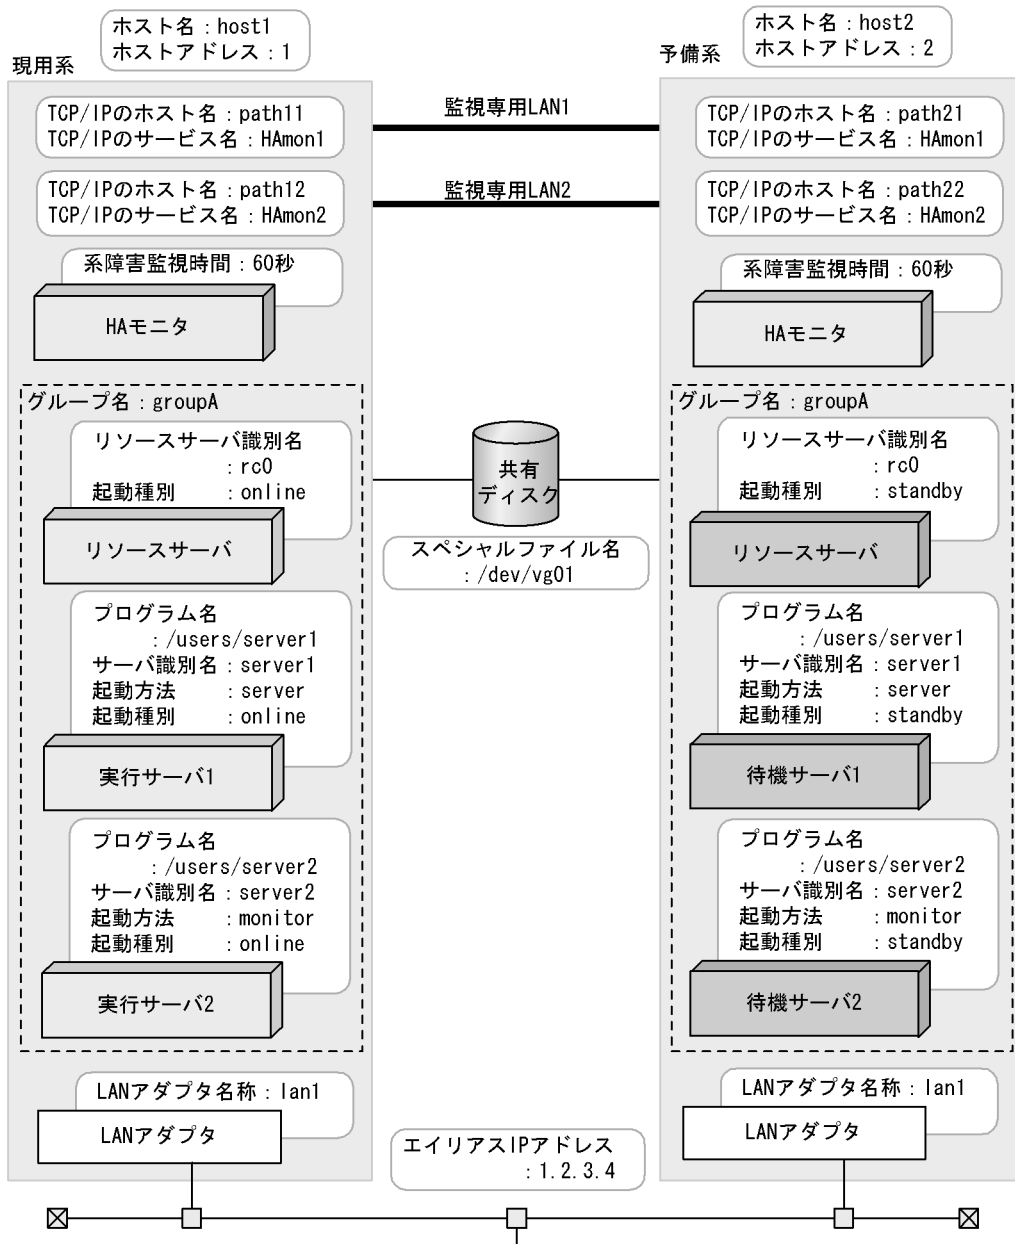 ホスト名：host1
ホストアドレス：1
現用系
TCP/IPのホスト名：path11
TCP/IPのサービス名：HAmon1
TCP/IPのホスト名：path12
TCP/IPのサービス名：HAmon2
系障害監視時間：60秒
HAモニタ
グループ名：groupA
リソースサーバ識別名
：rc0
起動種別　：online
リソースサーバ
プログラム名
：/users/server1
サーバ識別名：server1
起動方法　：server
起動種別　：online
実行サーバ1
プログラム名
：/users/server2
サーバ識別名：server2
起動方法　：monitor
起動種別　：online
実行サーバ2
LANアダプタ名称：lan1
LANアダプタ
監視専用LAN1
監視専用LAN2
共有
ディスク
スペシャルファイル名
：/dev/vg01
エイリアスIPアドレス
：1.2.3.4
ホスト名：host2
ホストアドレス：2
予備系
TCP/IPのホスト名：path21
TCP/IPのサービス名：HAmon1
TCP/IPのホスト名：path22
TCP/IPのサービス名：HAmon2
系障害監視時間：60秒
HAモニタ
グループ名：groupA
リソースサーバ識別名
：rc0
起動種別　：standby
リソースサーバ
プログラム名
：/users/server1
サーバ識別名：server1
起動方法　：server
起動種別　：standby
待機サーバ1
プログラム名
：/users/server2
サーバ識別名：server2
起動方法　：monitor
起動種別　：standby
待機サーバ2
LANアダプタ名称：lan1
LANアダプタ